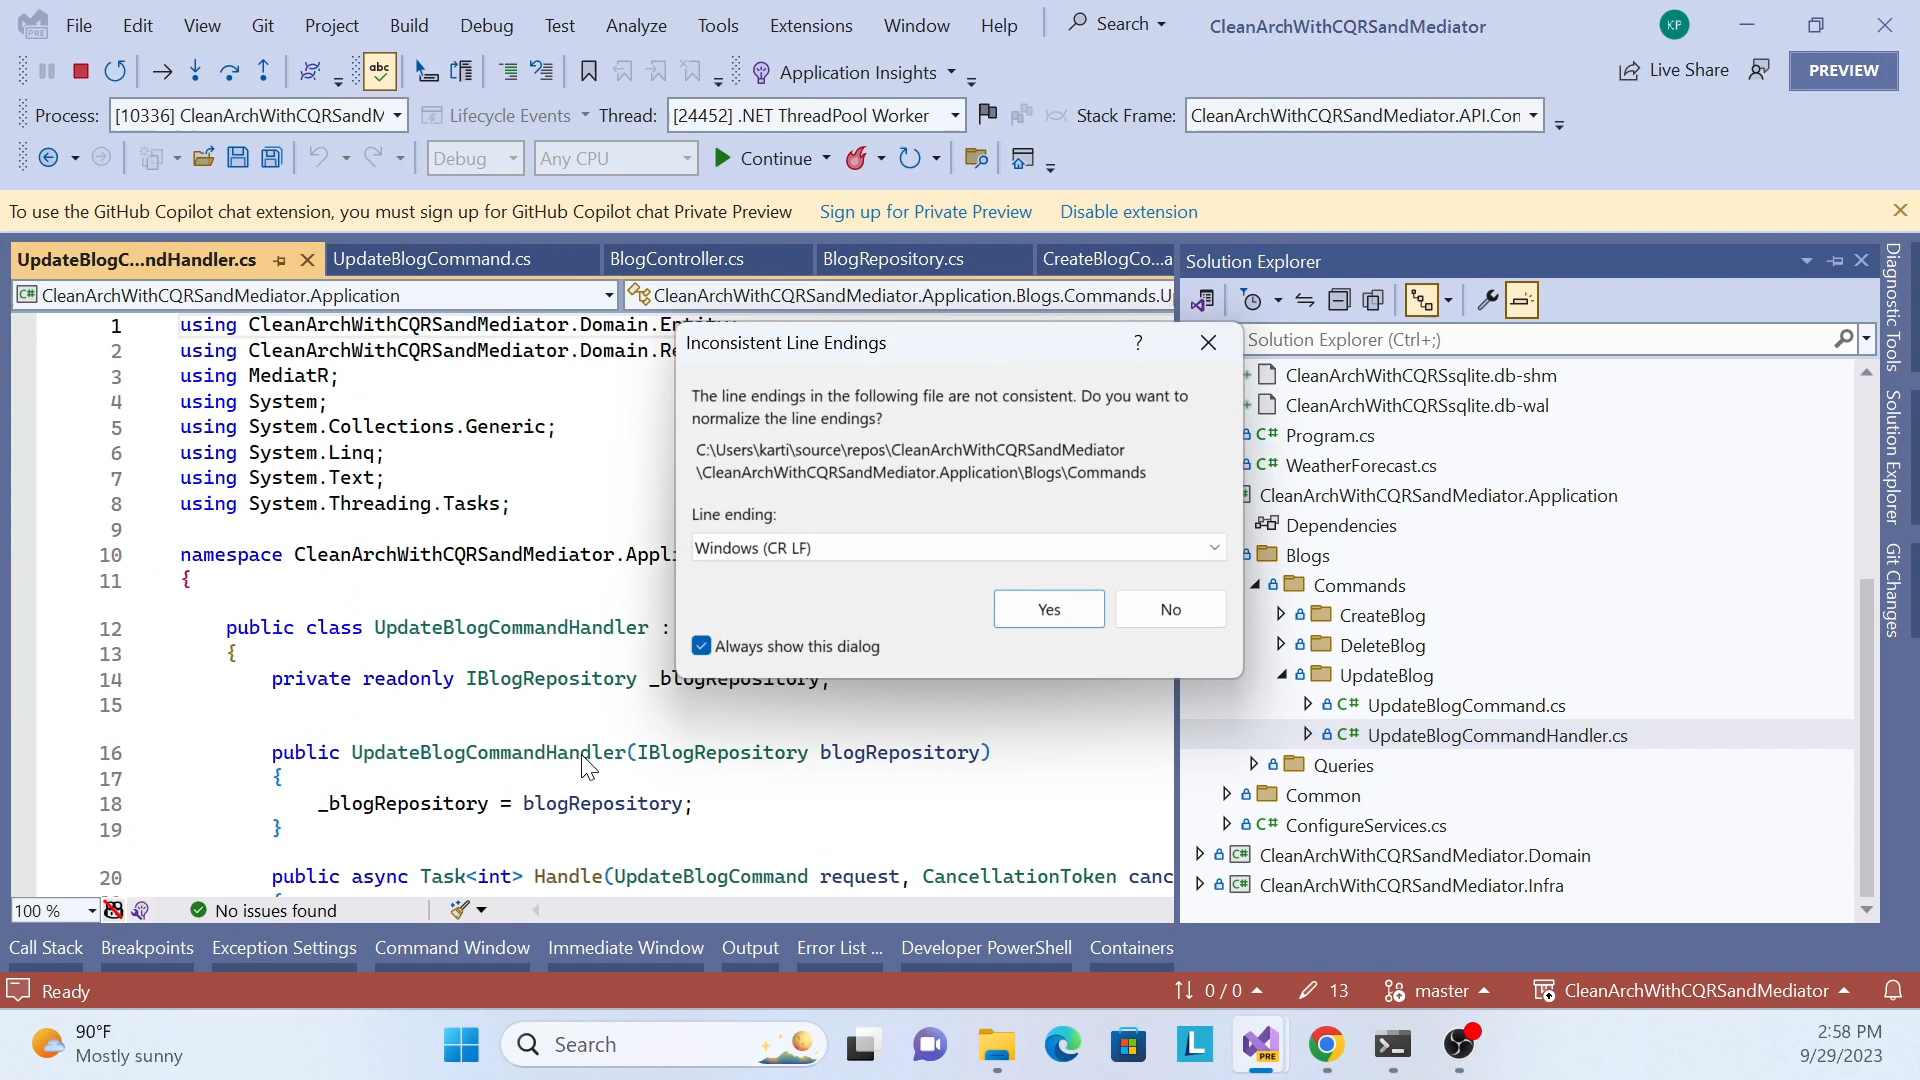 File Edit View Git Project Build Debug Test Analyze Tools Extensions Window Help Search CleanArchWithCQRSandMediator KP
abc Application Insights Live Share PREVIEW
Process: [10336] CleanArchWithCQRSandM Lifecycle Events Thread: [24452] .NET ThreadPool Worker Stack Frame: CleanArchWithCQRSandMediator.API.Con
Debug Any CPU Continue
To use the GitHub Copilot chat extension, you must sign up for GitHub Copilot chat Private Preview Sign up for Private Preview Disable extension
UpdateBlogC...ndHandler.cs UpdateBlogCommand.cs BlogController.cs BlogRepository.cs CreateBlogCo...a
CleanArchWithCQRSandMediator.Application CleanArchWithCQRSandMediator.Application.Blogs.Commands.U
1 using CleanArchWithCQRSandMediator.Domain.Entity;
2 using CleanArchWithCQRSandMediator.Domain.Re
3 using MediatR;
4 using System;
5 using System.Collections.Generic;
6 using System.Linq;
7 using System.Text;
8 using System.Threading.Tasks;
9
10 namespace CleanArchWithCQRSandMediator.Appli
11 {
12 public class UpdateBlogCommandHandler :
13 {
14 private readonly IBlogRepository _blogRepository;
15
16 public UpdateBlogCommandHandler(IBlogRepository blogRepository)
17 {
18 _blogRepository = blogRepository;
19 }
20 public async Task<int> Handle(UpdateBlogCommand request, CancellationToken canc
100 % No issues found
Inconsistent Line Endings ?
The line endings in the following file are not consistent. Do you want to
normalize the line endings?
C:\Users\karti\source\repos\CleanArchWithCQRSandMediator
\CleanArchWithCQRSandMediator.Application\Blogs\Commands
Line ending:
Windows (CR LF)
Yes No
Always show this dialog
Solution Explorer
Solution Explorer (Ctrl+;)
CleanArchWithCQRSsqlite.db-shm
CleanArchWithCQRSsqlite.db-wal
C# Program.cs
C# WeatherForecast.cs
CleanArchWithCQRSandMediator.Application
Dependencies
Blogs
Commands
CreateBlog
DeleteBlog
UpdateBlog
C# UpdateBlogCommand.cs
C# UpdateBlogCommandHandler.cs
Queries
Common
C# ConfigureServices.cs
C# CleanArchWithCQRSandMediator.Domain
C# CleanArchWithCQRSandMediator.Infra
Diagnostic Tools
Solution Explorer
Git Changes
Call Stack Breakpoints Exception Settings Command Window Immediate Window Output Error List ... Developer PowerShell Containers
Ready 0 / 0 13 master CleanArchWithCQRSandMediator
90°F
Mostly sunny
Search
L
PRE
2:58 PM
9/29/2023